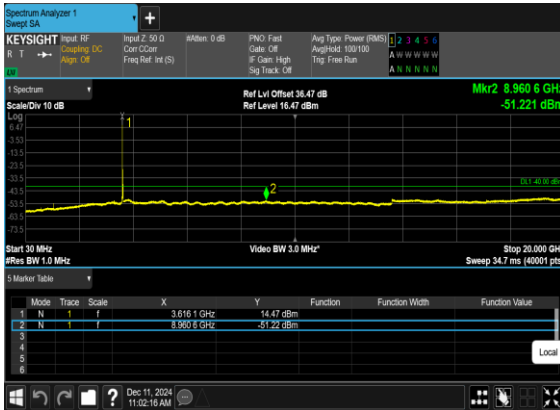 Spectrum Analyzer 1
Swept SA
+
KEYSIGHT Input: RF Input Z: 50 Ω #Atten: 0 dB PNO: Fast Avg Type: Power (RMS) 1 2 3 4 5 6
R T Coupling: DC Corr CCorr Gate: Off Avg|Hold: 100/100 A W W W W W
Align: Off Freq Ref: Int (S) IF Gain: High Trig: Free Run
Sig Track: Off A N N N N N
1 Spectrum
Scale/Div 10 dB
Ref Lvl Offset 36.47 dB
Ref Level 16.47 dBm
Mkr2 8.960 6 GHz
-51.221 dBm
Log
6.47
-3.53
-13.5
-23.5
-33.5
-43.5
-53.5
-63.5
-73.5
1
2
DL1 -40.00 dBm
Start 30 MHz Video BW 3.0 MHz* Stop 20.000 GHz
#Res BW 1.0 MHz Sweep 34.7 ms (40001 pts)
5 Marker Table
Mode Trace Scale X Y Function Function Width Function Value
1 N 1 f 3.616 1 GHz 14.47 dBm
2 N 1 f 8.960 6 GHz -51.22 dBm
3
4
5
6
Local
? Dec 11, 2024
11:02:16 AM